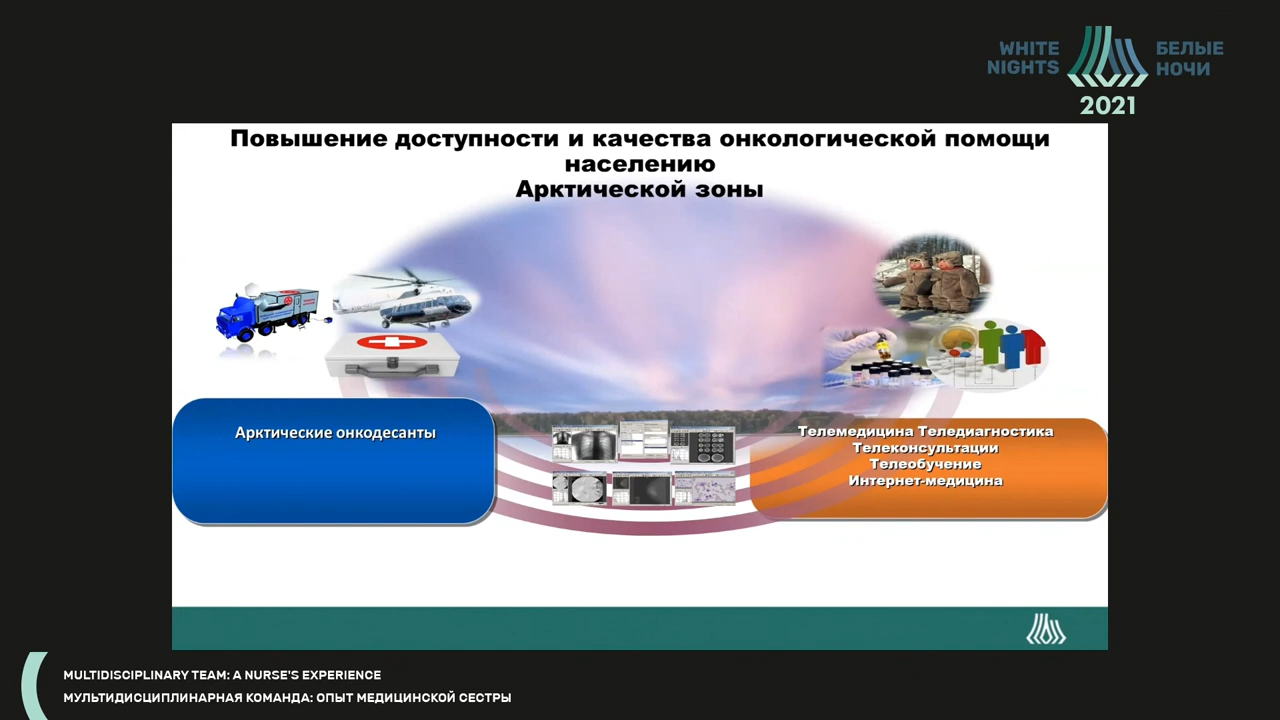 WHITE
NIGHTS
БЕЛЫЕ
НОЧИ
2021
Повышение доступности и качества онкологической помощи
населению
Арктической зоны
Арктические онкодесанты
Телемедицина Теледиагностика
Телеконсультации
Телеобучение
Интернет-медицина
MULTIDISCIPLINARY TEAM: A NURSE'S EXPERIENCE
МУЛЬТИДИСЦИПЛИНАРНАЯ КОМАНДА: ОПЫТ МЕДИЦИНСКОЙ СЕСТРЫ